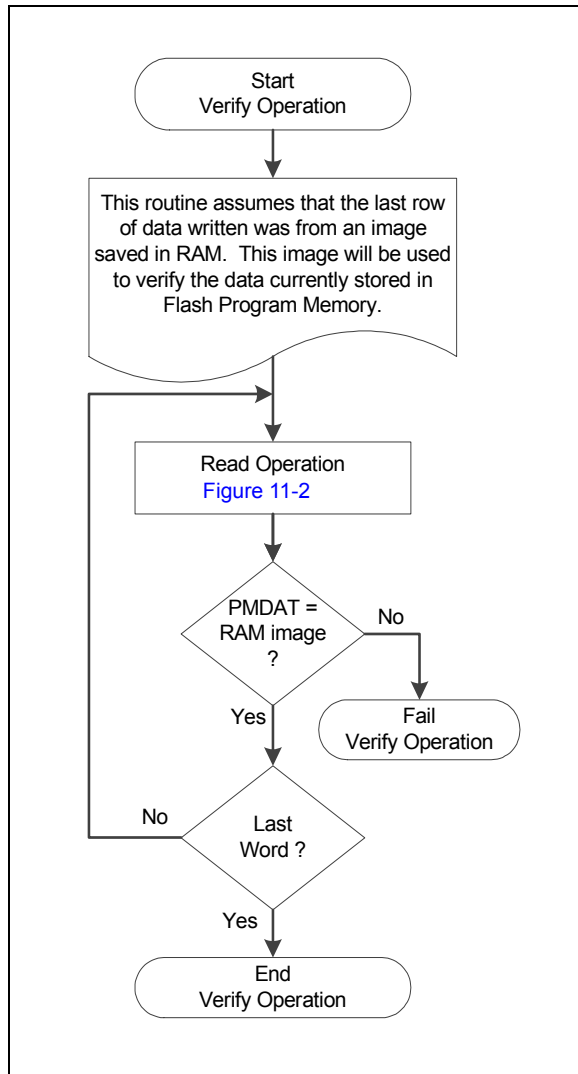 Start
Verify Operation
This routine assumes that the last row
of data written was from an image
saved in RAM.  This image will be used
to verify the data currently stored in
Flash Program Memory.
Read Operation
Figure 11-2
PMDAT =
RAM image
?
No
Yes
Fail
Verify Operation
No
Last
Word ?
Yes
End
Verify Operation